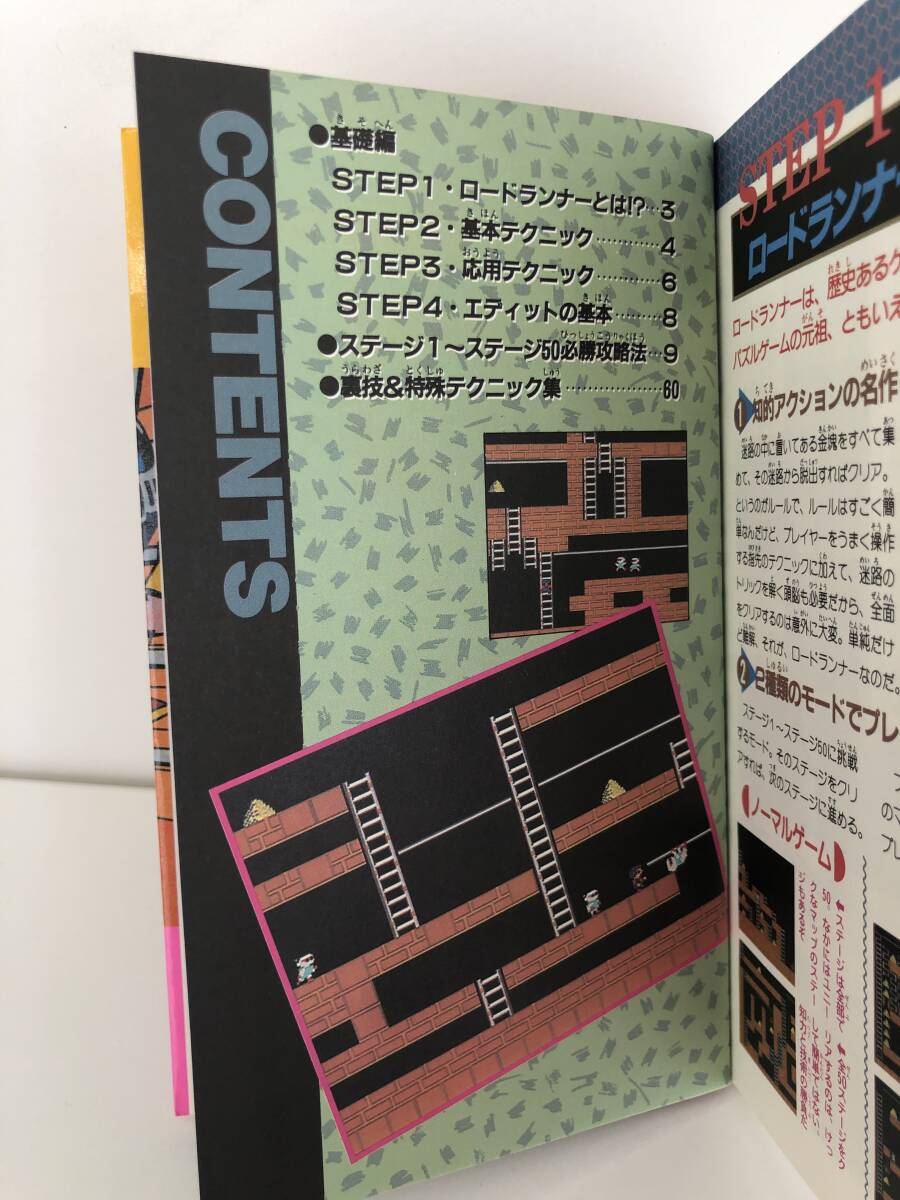 CONTENTS
●基礎編
STEP1・ロードランナーとは!?…3
STEP2・基本テクニック…………4
STEP3・応用テクニック…………6
STEP4・エディットの基本………8
●ステージ1〜ステージ50必勝攻略法…9
●裏技&特殊テクニック集………………60
STEP 1
ロードランナー
ロードランナーは、歴史あるゲ
パズルゲームの元祖、ともいえ
1 知的アクションの名作
迷路の中に置いてある金塊をすべて集
めて、その迷路から脱出すればクリア。
というのがルールで、ルールはすごく簡
単なんだけど、プレイヤーをうまく操作
する指先のテクニックに加えて、迷路の
トリックを解く頭脳も必要だから、全面
をクリアするのは意外に大変。単純だけ
ど難解、それが、ロードランナーなのだ。
2 2種類のモードでプレ
ステージ1〜ステージ50に挑戦
するモード。そのステージをクリ
アすれば、次のステージに進める。
ノーマルゲーム
のマ
プレ